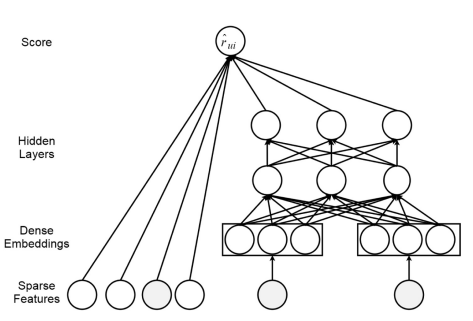 Score
r̂ui
Hidden
Layers
Dense
Embeddings
Sparse
Features